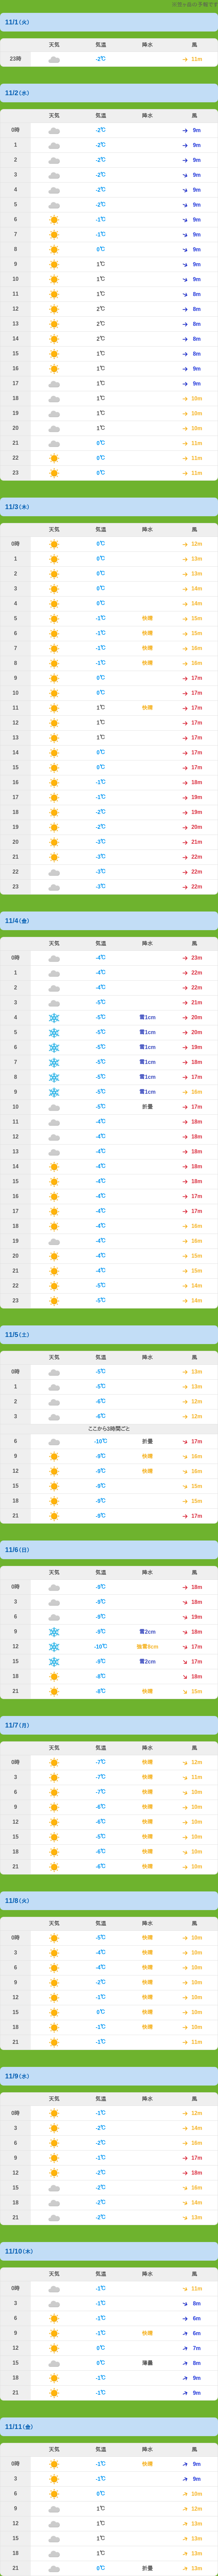 11/1(火)
天気 気温 降水 風
23時 -2℃ 11m
11/2(水)
天気 気温 降水 風
0時 -2℃ 9m
1 -2℃ 9m
2 -2℃ 9m
3 -2℃ 9m
4 -2℃ 9m
5 -2℃ 9m
6 -1℃ 9m
7 -1℃ 9m
8 0℃ 9m
9 1℃ 9m
10 1℃ 9m
11 1℃ 8m
12 2℃ 8m
13 2℃ 8m
14 2℃ 8m
15 1℃ 8m
16 1℃ 9m
17 1℃ 9m
18 1℃ 10m
19 1℃ 10m
20 1℃ 10m
21 0℃ 11m
22 0℃ 11m
23 0℃ 11m
11/3(木)
天気 気温 降水 風
0時 0℃ 12m
1 0℃ 13m
2 0℃ 13m
3 0℃ 14m
4 0℃ 14m
5 -1℃ 快晴 15m
6 -1℃ 快晴 15m
7 -1℃ 快晴 16m
8 -1℃ 快晴 16m
9 0℃ 17m
10 0℃ 17m
11 1℃ 快晴 17m
12 1℃ 17m
13 1℃ 17m
14 0℃ 17m
15 0℃ 17m
16 -1℃ 18m
17 -1℃ 19m
18 -2℃ 19m
19 -2℃ 20m
20 -3℃ 21m
21 -3℃ 22m
22 -3℃ 22m
23 -3℃ 22m
11/4(金)
天気 気温 降水 風
0時 -4℃ 23m
1 -4℃ 22m
2 -4℃ 22m
3 -5℃ 21m
4 -5℃ 雪1cm 20m
5 -5℃ 雪1cm 20m
6 -5℃ 雪1cm 19m
7 -5℃ 雪1cm 18m
8 -5℃ 雪1cm 17m
9 -5℃ 雪1cm 16m
10 -5℃ 折曇 17m
11 -4℃ 18m
12 -4℃ 18m
13 -4℃ 18m
14 -4℃ 18m
15 -4℃ 18m
16 -4℃ 17m
17 -4℃ 17m
18 -4℃ 16m
19 -4℃ 16m
20 -4℃ 15m
21 -4℃ 15m
22 -5℃ 14m
23 -5℃ 14m
11/5(土)
天気 気温 降水 風
0時 -5℃ 13m
1 -5℃ 13m
2 -6℃ 12m
3 -6℃ 12m
ここから3時間ごと
6 -10℃ 折曇 17m
9 -9℃ 快晴 16m
12 -9℃ 快晴 16m
15 -9℃ 15m
18 -9℃ 15m
21 -9℃ 17m
11/6(日)
天気 気温 降水 風
0時 -9℃ 18m
3 -9℃ 18m
6 -9℃ 19m
9 -9℃ 雪2cm 18m
12 -10℃ 17m
15 -9℃ 雪2cm 17m
18 -8℃ 18m
21 -8℃ 快晴 15m
11/7(月)
天気 気温 降水 風
0時 -7℃ 快晴 12m
3 -7℃ 快晴 11m
6 -7℃ 快晴 10m
9 -6℃ 快晴 10m
12 -6℃ 快晴 10m
15 -5℃ 快晴 10m
18 -6℃ 快晴 10m
21 -6℃ 快晴 10m
11/8(火)
天気 気温 降水 風
0時 -5℃ 快晴 10m
3 -4℃ 快晴 10m
6 -4℃ 快晴 10m
9 -2℃ 快晴 10m
12 -1℃ 快晴 10m
15 0℃ 快晴 10m
18 -1℃ 快晴 10m
21 -1℃ 11m
11/9(水)
天気 気温 降水 風
0時 -1℃ 12m
3 -2℃ 14m
6 -2℃ 16m
9 -1℃ 17m
12 -2℃ 18m
15 -2℃ 16m
18 -2℃ 14m
21 -2℃ 13m
11/10(木)
天気 気温 降水 風
0時 -1℃ 11m
3 -1℃ 8m
6 -1℃ 6m
9 -1℃ 快晴 6m
12 0℃ 7m
15 0℃ 薄曇 8m
18 -1℃ 9m
21 -1℃ 9m
11/11(金)
天気 気温 降水 風
0時 -1℃ 快晴 9m
3 -1℃ 9m
6 0℃ 10m
9 1℃ 12m
12 1℃ 13m
15 1℃ 13m
18 1℃ 13m
21 0℃ 折曇 13m